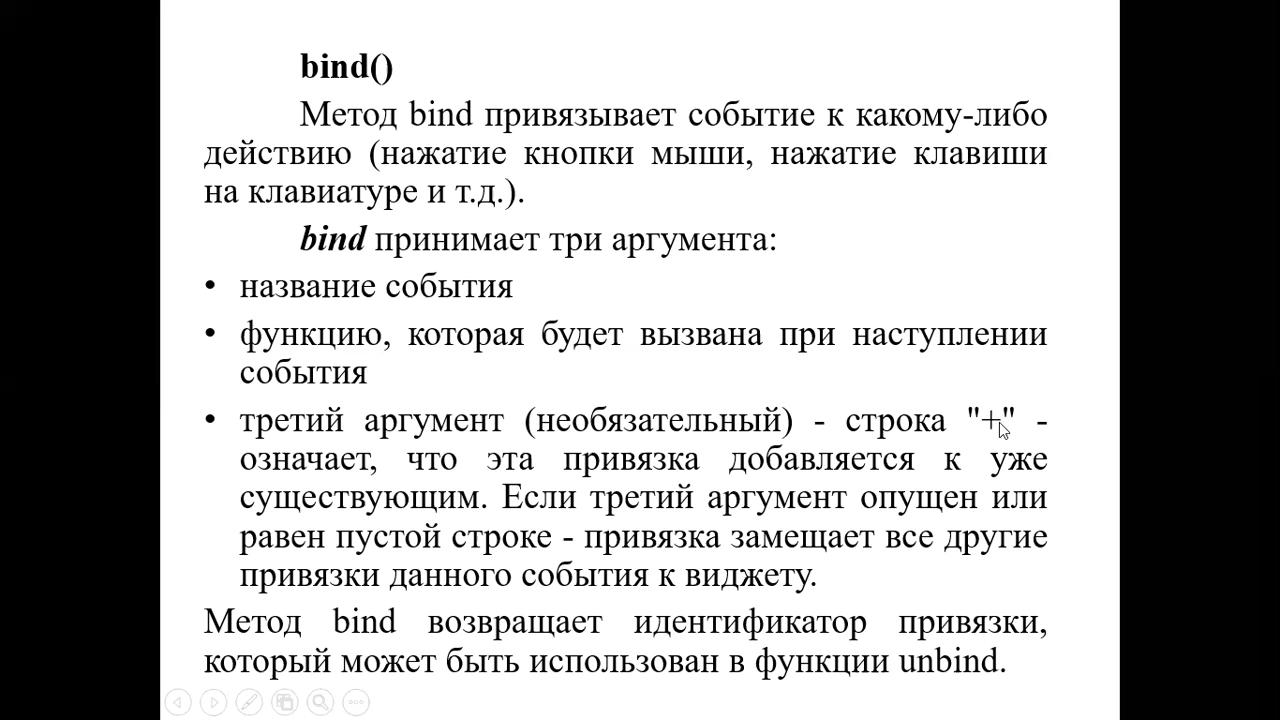 bind()
Метод bind привязывает событие к какому-либо
действию (нажатие кнопки мыши, нажатие клавиши
на клавиатуре и т.д.).
bind принимает три аргумента:
• название события
• функцию, которая будет вызвана при наступлении
события
• третий аргумент (необязательный) - строка "+" -
означает, что эта привязка добавляется к уже
существующим. Если третий аргумент опущен или
равен пустой строке - привязка замещает все другие
привязки данного события к виджету.
Метод bind возвращает идентификатор привязки,
который может быть использован в функции unbind.